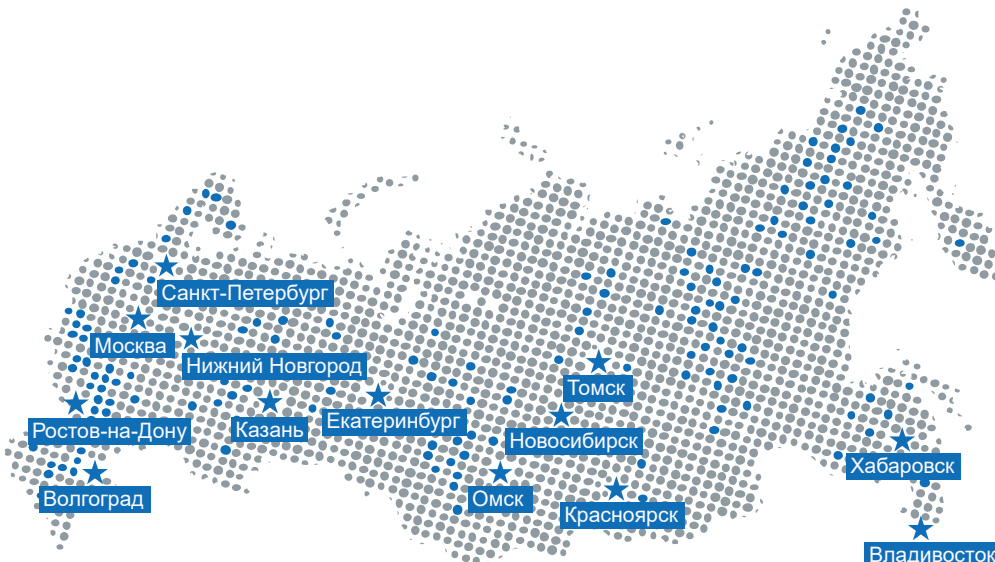 Санкт-Петербург
Москва
Нижний Новгород
Томск
Ростов-на-Дону
Казань
Екатеринбург
Новосибирск
Хабаровск
Волгоград
Омск
Красноярск
Владивосток